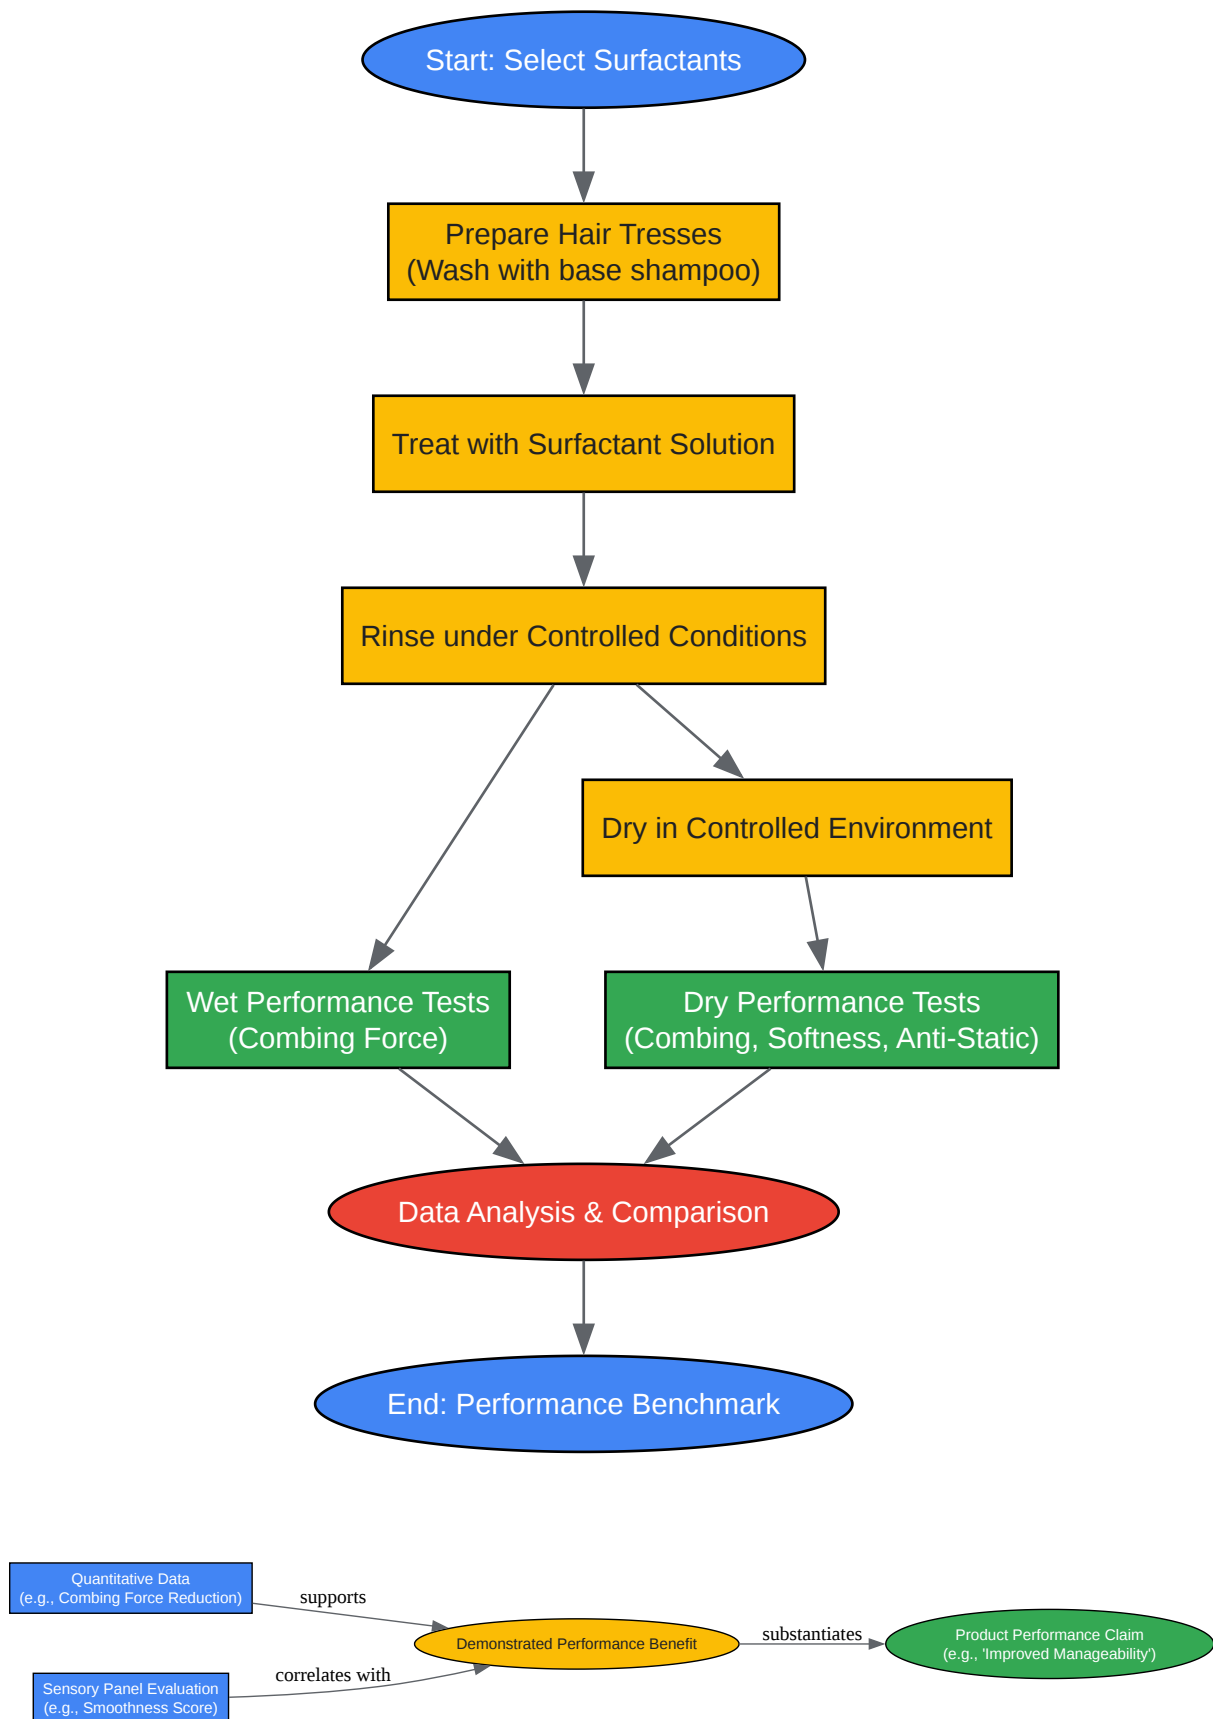 Start: Select Surfactants
Prepare Hair Tresses
(Wash with base shampoo)
Treat with Surfactant Solution
Rinse under Controlled Conditions
Dry in Controlled Environment
Wet Performance Tests
(Combing Force)
Dry Performance Tests
(Combing, Softness, Anti-Static)
Data Analysis & Comparison
End: Performance Benchmark
Quantitative Data
(e.g., Combing Force Reduction)
supports
Demonstrated Performance Benefit
substantiates
Product Performance Claim
(e.g., 'Improved Manageability')
correlates with
Sensory Panel Evaluation
(e.g., Smoothness Score)